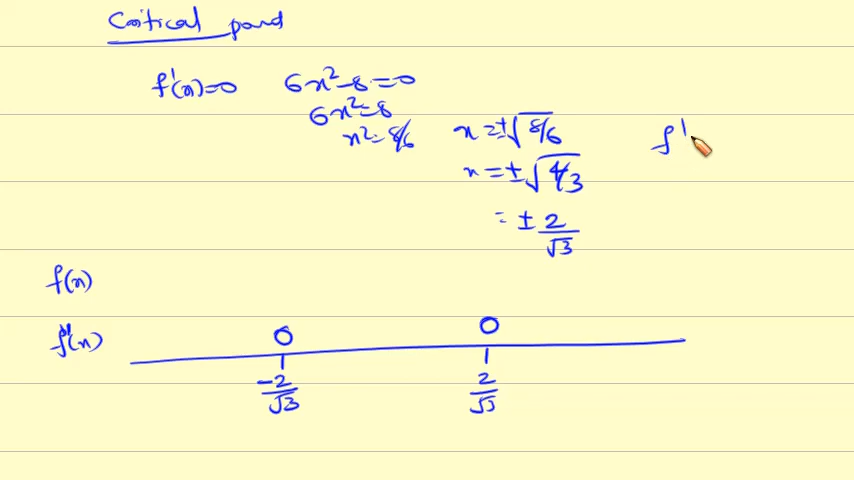 Critical pand
f'(x)=0 6x²-8=0
6x²=8
x²=8/6 x=±√8/6 f'
x=±√4/3
=±2/√3
f(x)
f'(x) 0 0
-2/√3 2/√3